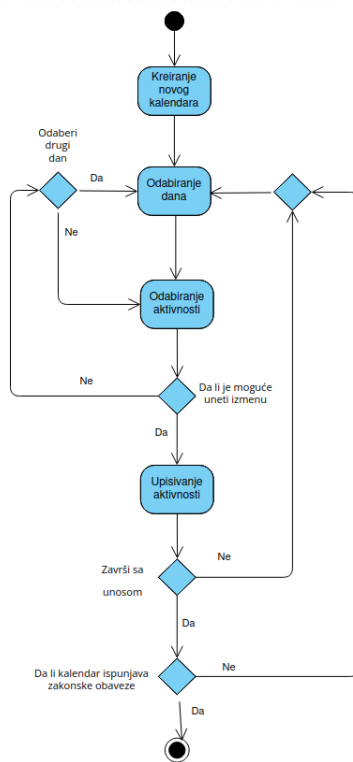 Kreiranje
novog
kalendara
Odaberi
drugi
dan
Da
Odabiranje
dana
Ne
Odabiranje
aktivnosti
Ne
Da li je moguće
uneti izmenu
Da
Upisivanje
aktivnosti
Ne
Završi sa
unosom
Da
Da li kalendar ispunjava
zakonske obaveze
Ne
Da